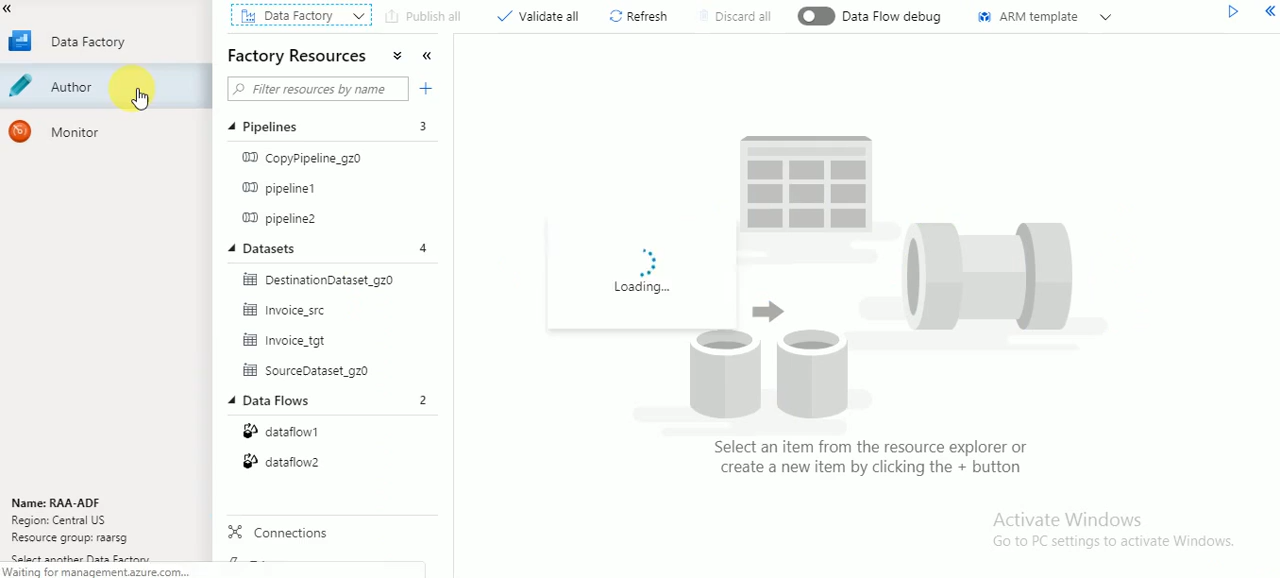 «
Data Factory
Author
Monitor
Name: RAA-ADF
Region: Central US
Resource group: raarsg
Select another Data Factory
Waiting for management.azure.com...
Data Factory
Publish all
Validate all
Refresh
Discard all
Data Flow debug
ARM template
Factory Resources
«
Filter resources by name
+
Pipelines 3
CopyPipeline_gz0
pipeline1
pipeline2
Datasets 4
DestinationDataset_gz0
Invoice_src
Invoice_tgt
SourceDataset_gz0
Data Flows 2
dataflow1
dataflow2
Connections
Loading...
Select an item from the resource explorer or
create a new item by clicking the + button
Activate Windows
Go to PC settings to activate Windows.